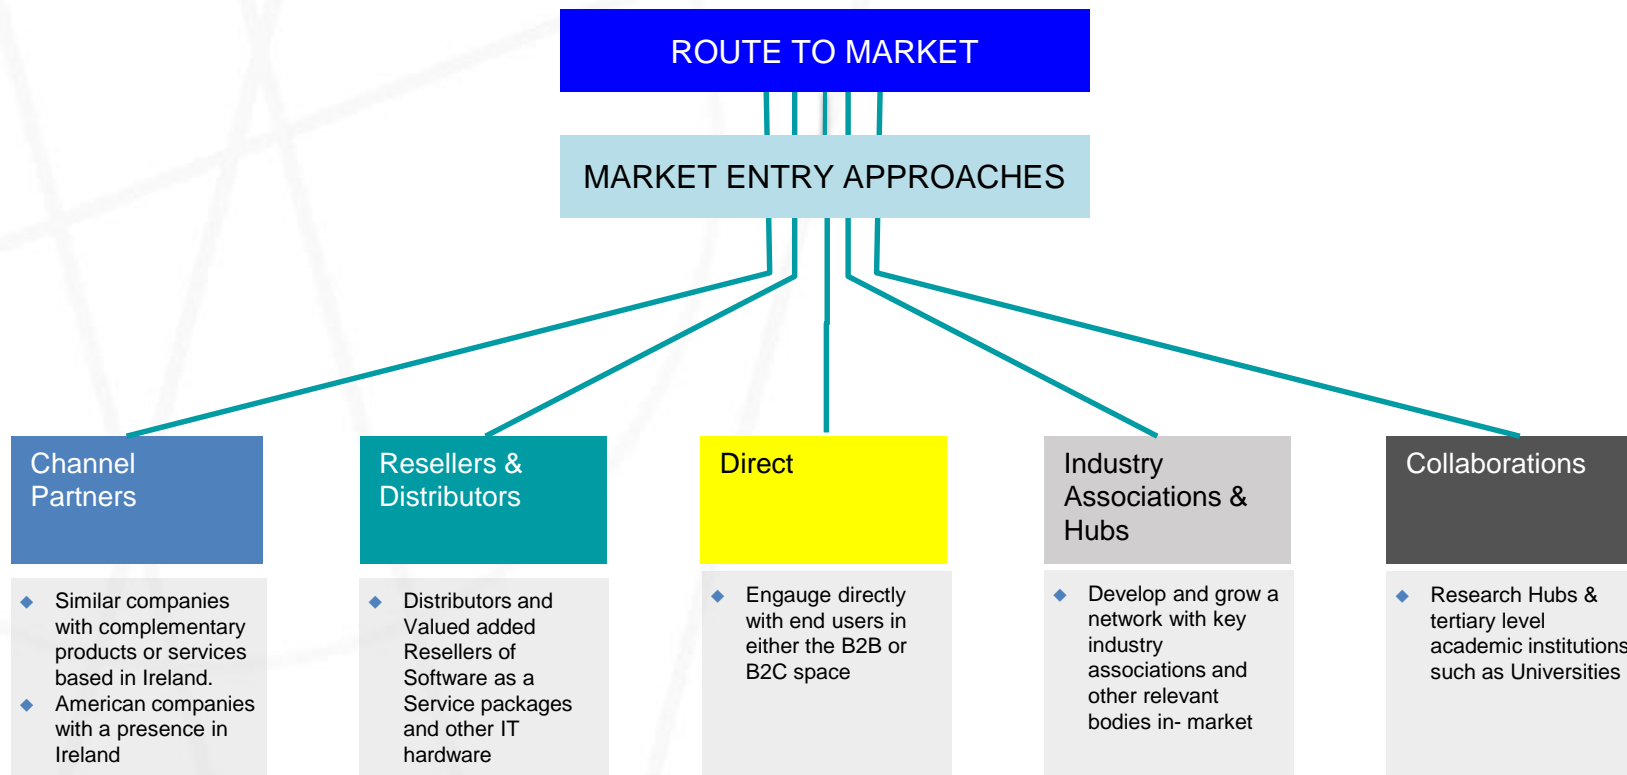 ROUTE TO MARKET
MARKET ENTRY APPROACHES
Channel
Partners
Similar companies
with complementary
products or services
based in Ireland.
American companies
with a presence in
Ireland
Resellers &
Distributors
Distributors and
Valued added
Resellers of
Software as a
Service packages
and other IT
hardware
Direct
Engauge directly
with end users in
either the B2B or
B2C space
Industry
Associations &
Hubs
Develop and grow a
network with key
industry
associations and
other relevant
bodies in- market
Collaborations
Research Hubs &
tertiary level
academic institutions
such as Universities